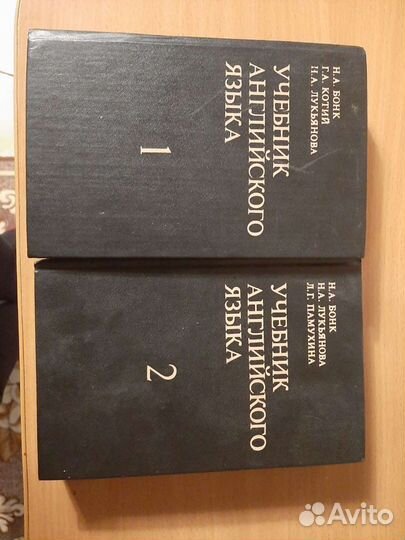 Н.А. БОНК
Г.А. КОТИЙ
Н.А. ЛУКЬЯНОВА
УЧЕБНИК
АНГЛИЙСКОГО
ЯЗЫКА
1
Н.А. БОНК
Н.А. ЛУКЬЯНОВА
Л.Г. ПАМУХИНА
УЧЕБНИК
АНГЛИЙСКОГО
ЯЗЫКА
2
Avito